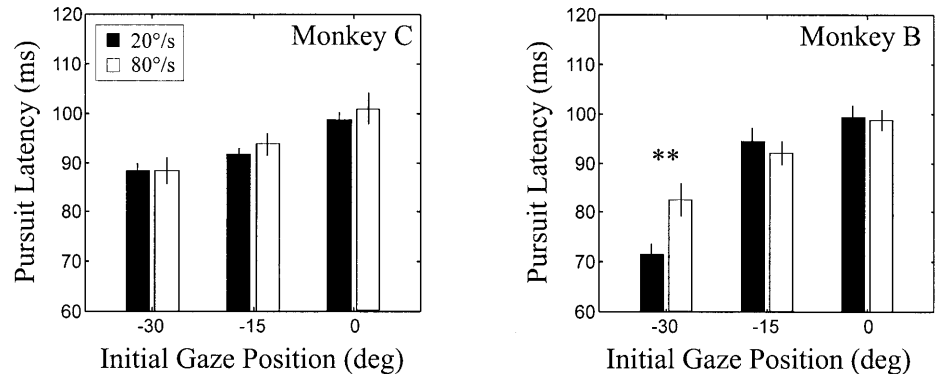 Monkey C
20°/s
80°/s
Pursuit Latency (ms)
120
110
100
90
80
70
60
-30
-15
0
Initial Gaze Position (deg)
Monkey B
**
Pursuit Latency (ms)
120
110
100
90
80
70
60
-30
-15
0
Initial Gaze Position (deg)